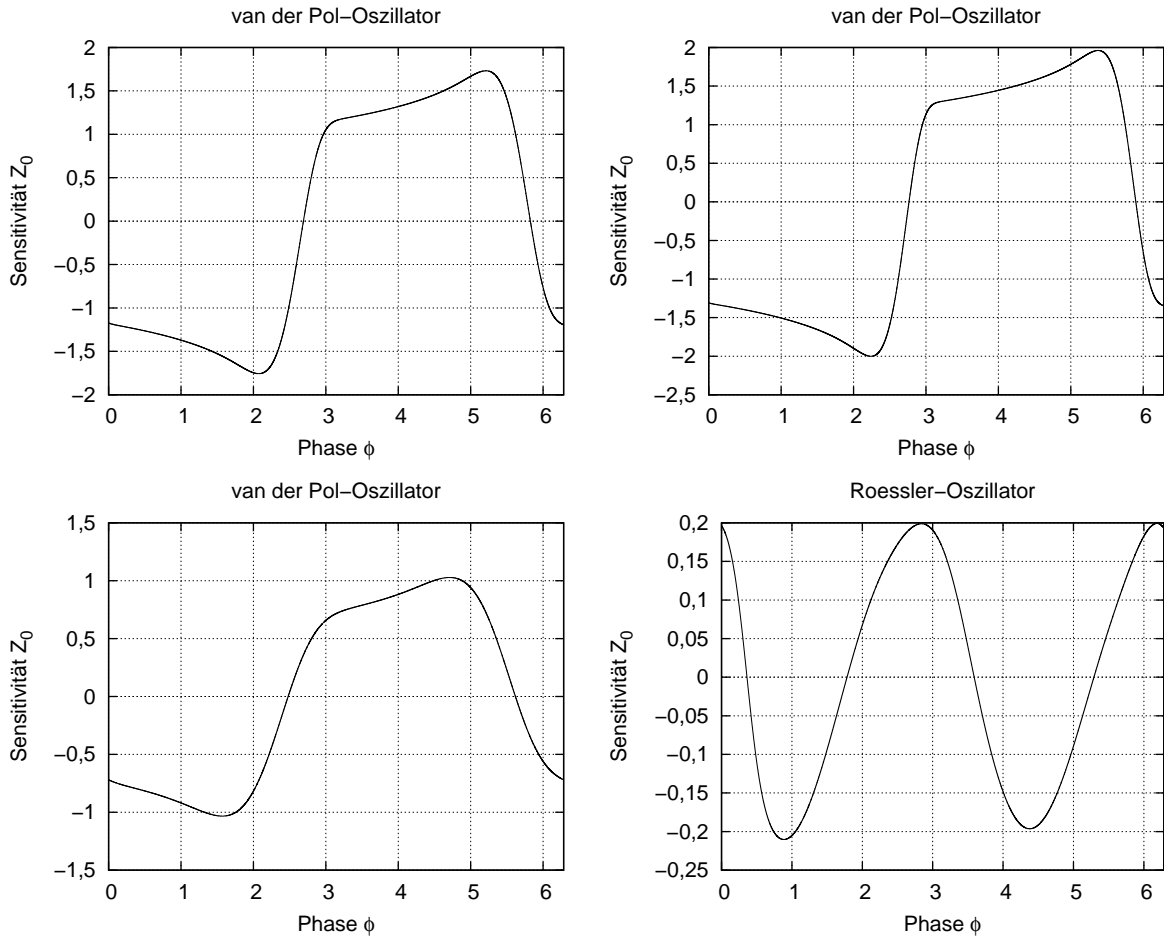 van der Pol–Oszillator
2
1,5
1
0,5
0
−0,5
−1
−1,5
−2
0 1 2 3 4 5 6
Sensitivität Z0
Phase ϕ
van der Pol–Oszillator
2
1,5
1
0,5
0
−0,5
−1
−1,5
−2
−2,5
0 1 2 3 4 5 6
Sensitivität Z0
Phase ϕ
van der Pol–Oszillator
1,5
1
0,5
0
−0,5
−1
−1,5
0 1 2 3 4 5 6
Sensitivität Z0
Phase ϕ
Roessler–Oszillator
0,2
0,15
0,1
0,05
0
−0,05
−0,1
−0,15
−0,2
−0,25
0 1 2 3 4 5 6
Sensitivität Z0
Phase ϕ